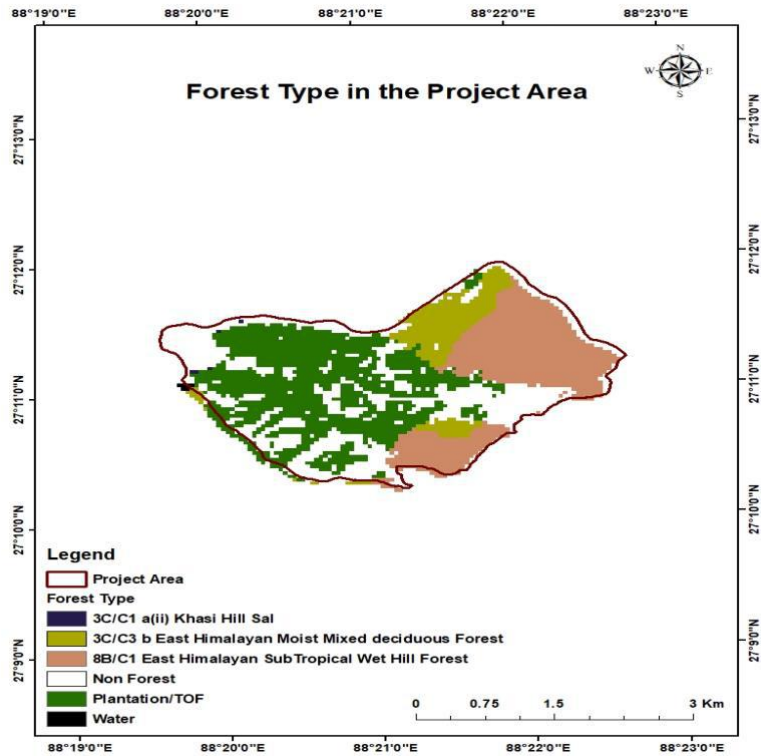 88°19'0"E 88°20'0"E 88°21'0"E 88°22'0"E 88°23'0"E
N
W E
S
Forest Type in the Project Area
27°13'0"N 27°13'0"N
27°12'0"N 27°12'0"N
27°11'0"N 27°11'0"N
27°10'0"N 27°10'0"N
27°9'0"N 27°9'0"N
Legend
Project Area
Forest Type
3C/C1 a(ii) Khasi Hill Sal
3C/C3 b East Himalayan Moist Mixed deciduous Forest
8B/C1 East Himalayan SubTropical Wet Hill Forest
Non Forest
Plantation/TOF
Water
0 0.75 1.5 3 Km
88°19'0"E 88°20'0"E 88°21'0"E 88°22'0"E 88°23'0"E